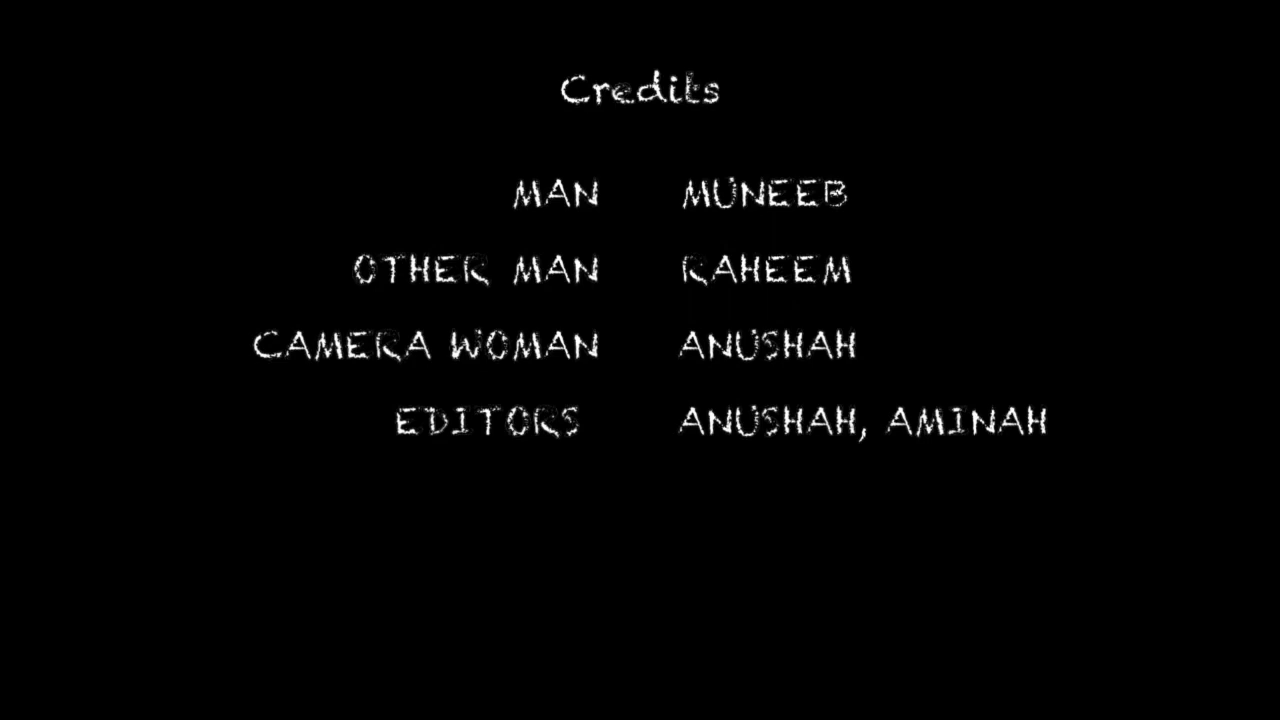 Credits
MAN MUNEEB
OTHER MAN RAHEEM
CAMERA WOMAN ANUSHAH
EDITORS ANUSHAH, AMINAH